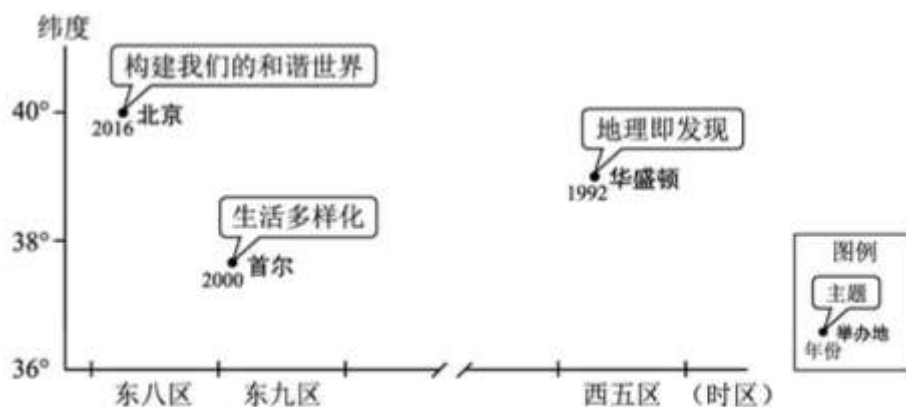 纬度
构建我们的和谐世界
40°
2016
北京
地理即发现
1992
华盛顿
生活多样化
38°
2000
首尔
图例
主题
举办地
年份
36°
东八区
东九区
西五区
（时区）